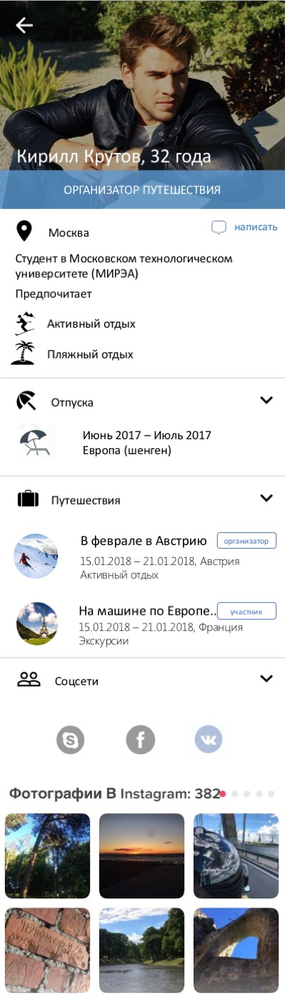 Кирилл Крутов, 32 года
ОРГАНИЗАТОР ПУТЕШЕСТВИЯ
Москва
написать
Студент в Московском технологическом
университете (МИРЭА)
Предпочитает
Активный отдых
Пляжный отдых
Отпуска
Июнь 2017 – Июль 2017
Европа (шенген)
Путешествия
В феврале в Австрию
организатор
15.01.2018 – 21.01.2018, Австрия
Активный отдых
На машине по Европе..
участник
15.01.2018 – 21.01.2018, Франция
Экскурсии
Соцсети
Фотографии В Instagram: 382